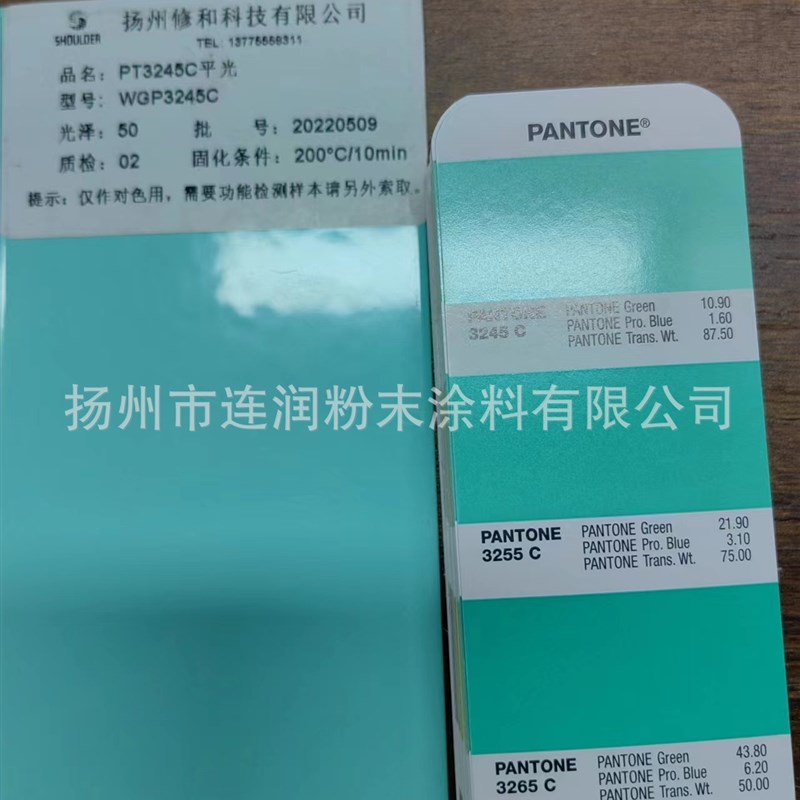 SHOULDER
扬州修和科技有限公司
TEL: 13775559311
品名: PT3245C平光
型号: WGP3245C
光泽: 50 批 号: 20220509
质检: 02 固化条件: 200°C/10min
提示: 仅作对色用,需要功能检测样本请另外索取。
PANTONE®
PANTONE 3245 C
PANTONE Green 10.90
PANTONE Pro. Blue 1.60
PANTONE Trans. Wt. 87.50
扬州市连润粉末涂料有限公司
PANTONE 3255 C
PANTONE Green 21.90
PANTONE Pro. Blue 3.10
PANTONE Trans. Wt. 75.00
PANTONE 3265 C
PANTONE Green 43.80
PANTONE Pro. Blue 6.20
PANTONE Trans. Wt. 50.00